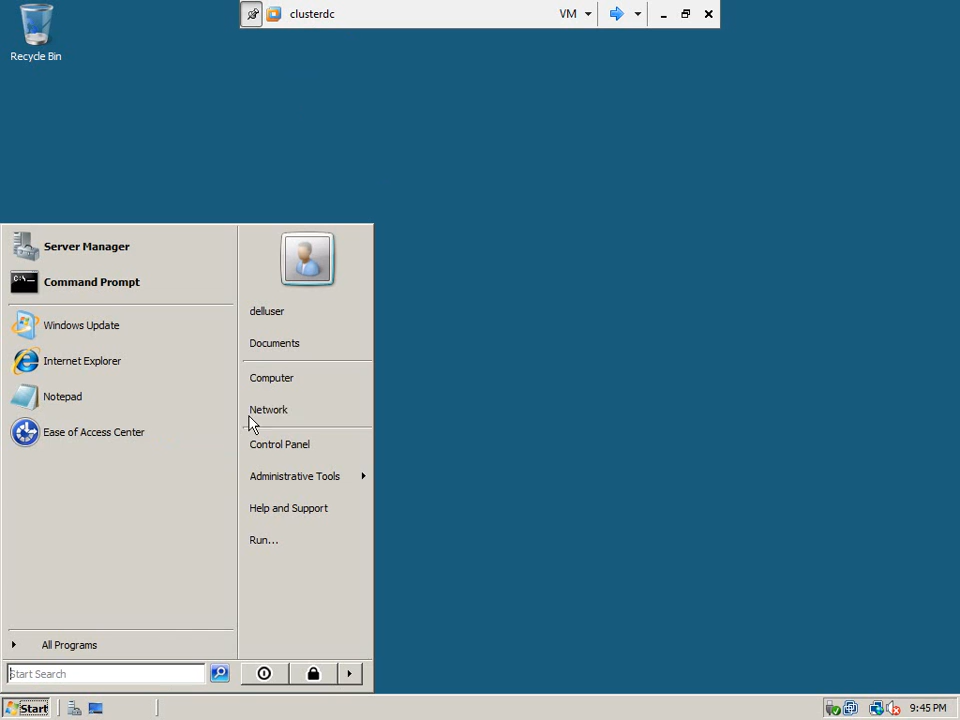 clusterdc
VM
Recycle Bin
Server Manager
Command Prompt
Windows Update
Internet Explorer
Notepad
Ease of Access Center
All Programs
Start Search
delluser
Documents
Computer
Network
Control Panel
Administrative Tools
Help and Support
Run...
Start
9:45 PM